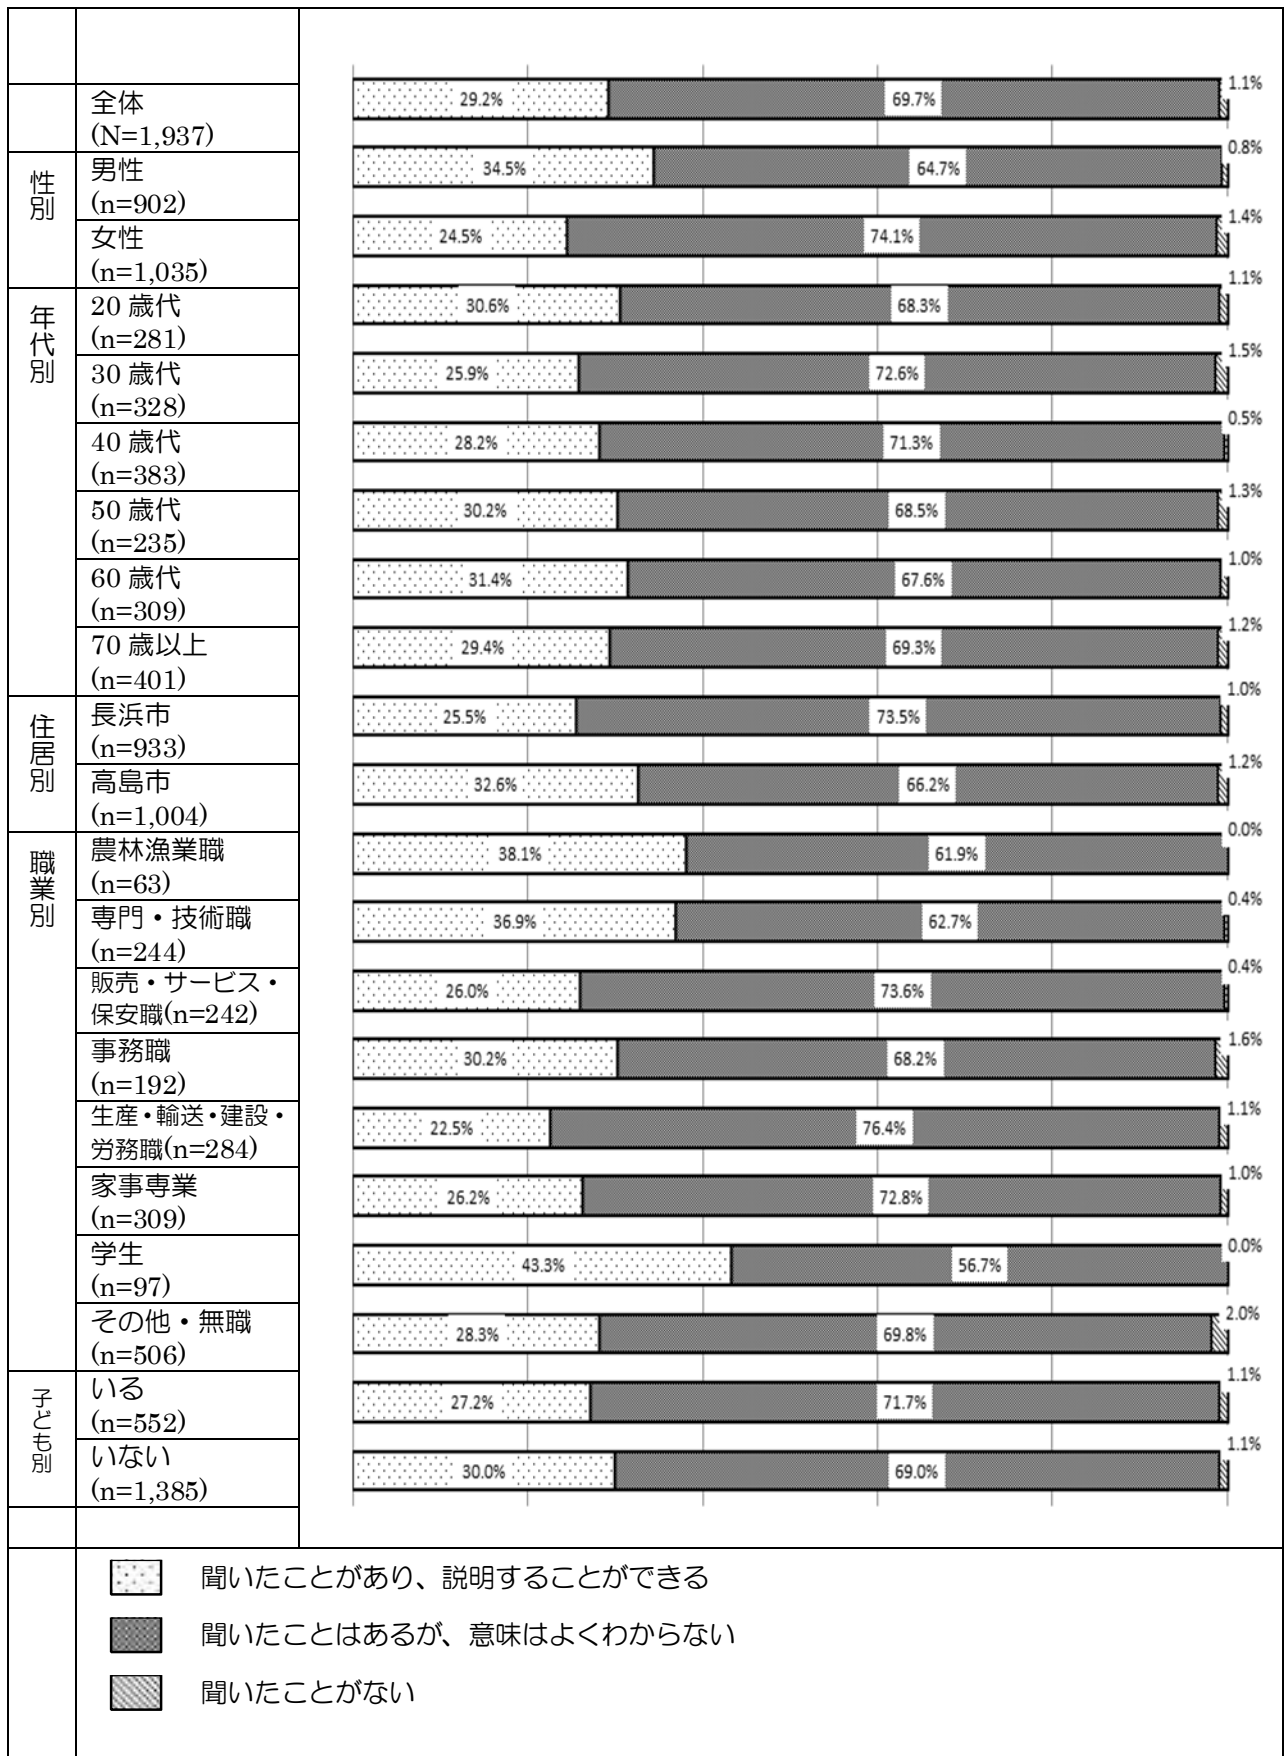 全体
(N=1,937)
29.2%
69.7%
1.1%
性別
男性
(n=902)
34.5%
64.7%
0.8%
女性
(n=1,035)
24.5%
74.1%
1.4%
年代別
20 歳代
(n=281)
30.6%
68.3%
1.1%
30 歳代
(n=328)
25.9%
72.6%
1.5%
40 歳代
(n=383)
28.2%
71.3%
0.5%
50 歳代
(n=235)
30.2%
68.5%
1.3%
60 歳代
(n=309)
31.4%
67.6%
1.0%
70 歳以上
(n=401)
29.4%
69.3%
1.2%
住居別
長浜市
(n=933)
25.5%
73.5%
1.0%
高島市
(n=1,004)
32.6%
66.2%
1.2%
職業別
農林漁業職
(n=63)
38.1%
61.9%
0.0%
専門・技術職
(n=244)
36.9%
62.7%
0.4%
販売・サービス・
保安職(n=242)
26.0%
73.6%
0.4%
事務職
(n=192)
30.2%
68.2%
1.6%
生産・輸送・建設・
労務職(n=284)
22.5%
76.4%
1.1%
家事専業
(n=309)
26.2%
72.8%
1.0%
学生
(n=97)
43.3%
56.7%
0.0%
その他・無職
(n=506)
28.3%
69.8%
2.0%
子ども別
いる
(n=552)
27.2%
71.7%
1.1%
いない
(n=1,385)
30.0%
69.0%
1.1%
聞いたことがあり、説明することができる
聞いたことはあるが、意味はよくわからない
聞いたことがない